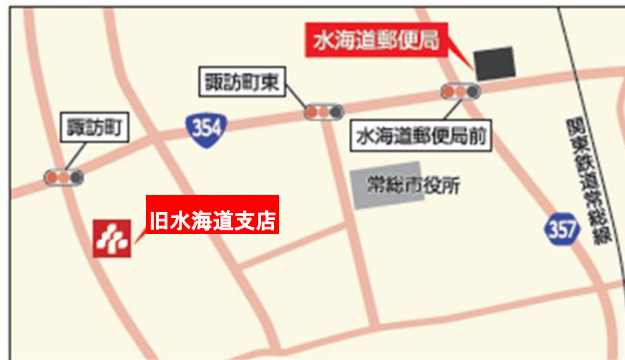 水海道郵便局
諏訪町東
諏訪町
354
水海道郵便局前
常総市役所
旧水海道支店
357
関東鉄道常総線